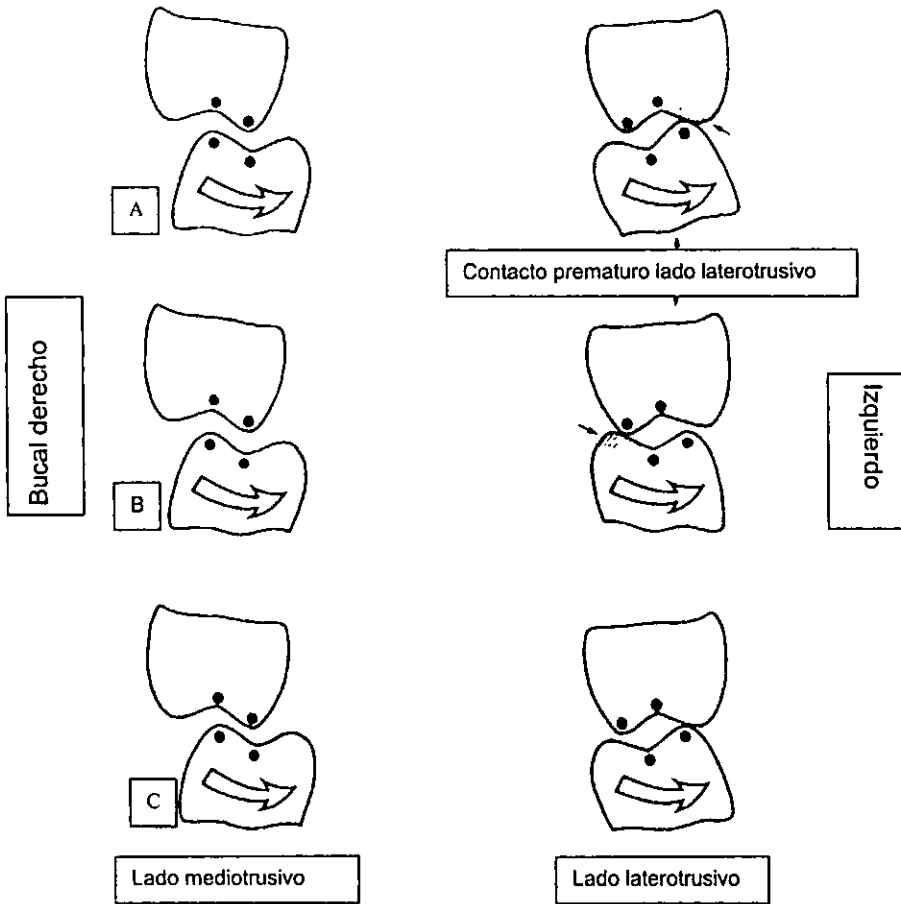 A
Contacto prematuro lado laterotrusivo
Bucal derecho
Izquierdo
B
C
Lado mediotrusivo
Lado laterotrusivo